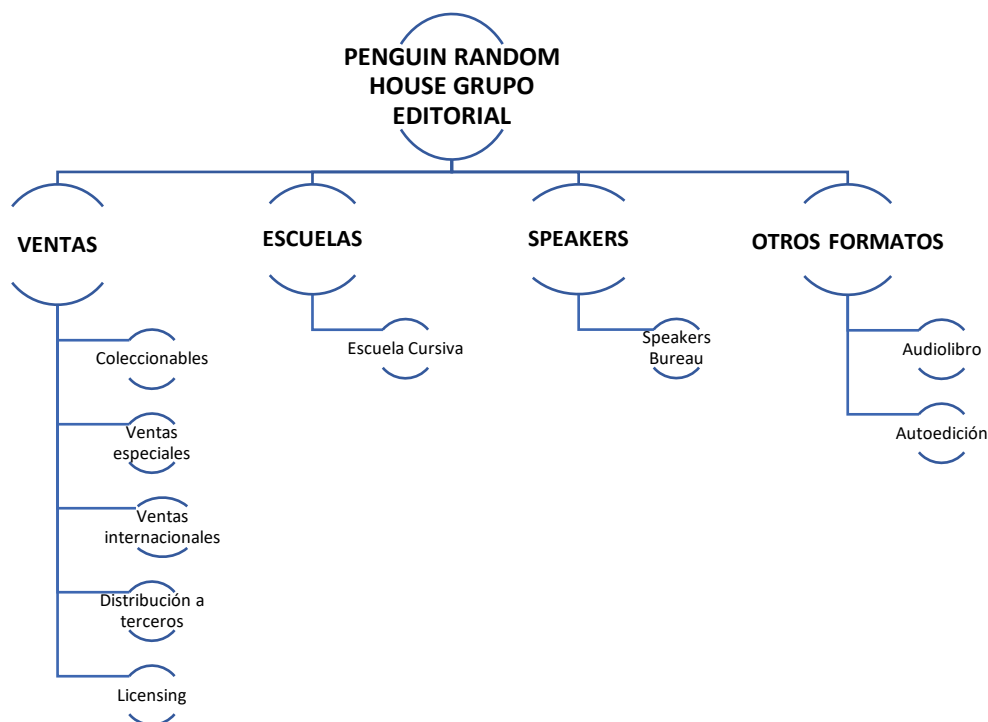 PENGUIN RANDOM
HOUSE GRUPO
EDITORIAL
VENTAS
ESCUELAS
SPEAKERS
OTROS FORMATOS
Coleccionables
Ventas
especiales
Ventas
internacionales
Distribución a
terceros
Licensing
Escuela Cursiva
Speakers
Bureau
Audiolibro
Autoedición